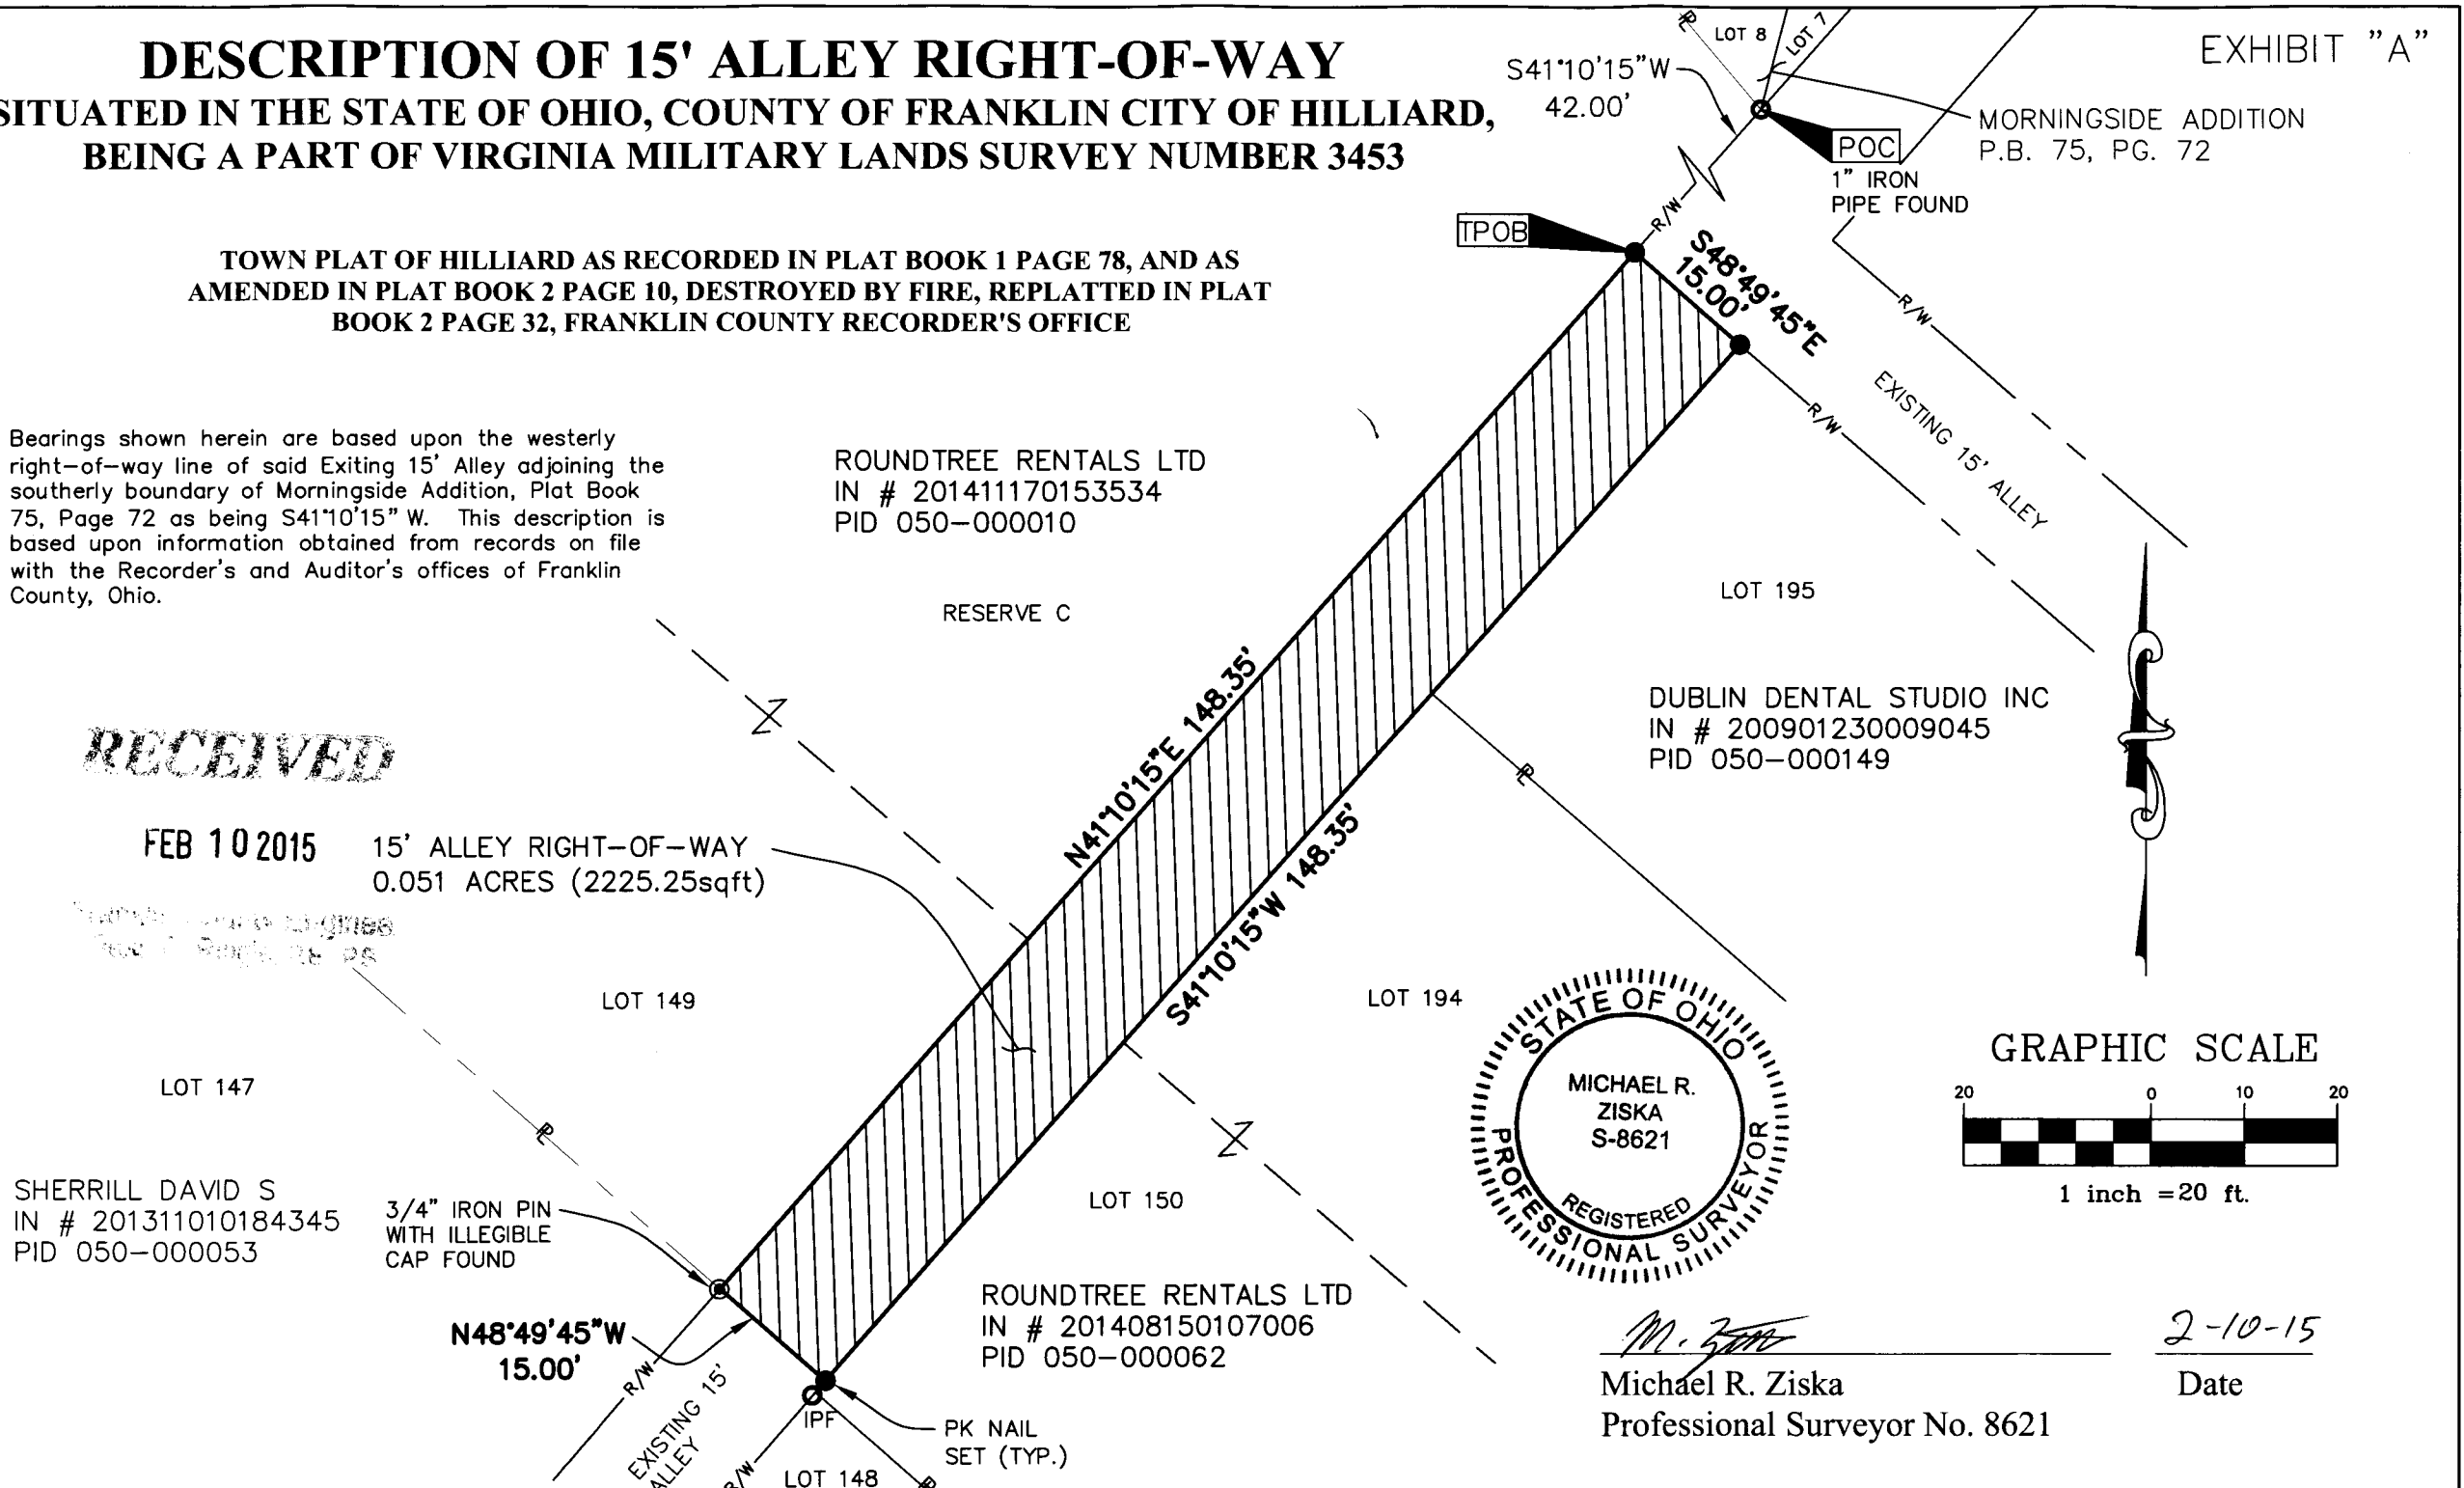 EXHIBIT "A"
DESCRIPTION OF 15' ALLEY RIGHT-OF-WAY
SITUATED IN THE STATE OF OHIO, COUNTY OF FRANKLIN CITY OF HILLIARD,
BEING A PART OF VIRGINIA MILITARY LANDS SURVEY NUMBER 3453
TOWN PLAT OF HILLIARD AS RECORDED IN PLAT BOOK 1 PAGE 78, AND AS
AMENDED IN PLAT BOOK 2 PAGE 10, DESTROYED BY FIRE, REPLATTED IN PLAT
BOOK 2 PAGE 32, FRANKLIN COUNTY RECORDER'S OFFICE
PL
LOT 8
LOT 7
S41°10'15"W
42.00'
MORNINGSIDE ADDITION
P.B. 75, PG. 72
POC
1" IRON
PIPE FOUND
R/W
TPOB
S48°49'45"E
15.00'
R/W
R/W
EXISTING 15' ALLEY
Bearings shown herein are based upon the westerly
right-of-way line of said Exiting 15' Alley adjoining the
southerly boundary of Morningside Addition, Plat Book
75, Page 72 as being S41°10'15" W. This description is
based upon information obtained from records on file
with the Recorder's and Auditor's offices of Franklin
County, Ohio.
ROUNDTREE RENTALS LTD
IN # 201411170153534
PID 050-000010
RESERVE C
LOT 195
DUBLIN DENTAL STUDIO INC
IN # 200901230009045
PID 050-000149
PL
Z
N41°10'15"E 148.35'
S41°10'15"W 148.35'
RECEIVED
FEB 10 2015
15' ALLEY RIGHT-OF-WAY
0.051 ACRES (2225.25sqft)
LOT 149
LOT 194
LOT 147
PL
Z
LOT 150
SHERRILL DAVID S
IN # 201311010184345
PID 050-000053
3/4" IRON PIN
WITH ILLEGIBLE
CAP FOUND
N48°49'45"W
15.00'
ROUNDTREE RENTALS LTD
IN # 201408150107006
PID 050-000062
R/W
EXISTING 15'
ALLEY
IPF
PK NAIL
SET (TYP.)
R/W
LOT 148
PL
STATE OF OHIO
MICHAEL R.
ZISKA
S-8621
REGISTERED
PROFESSIONAL SURVEYOR
GRAPHIC SCALE
20 0 10 20
1 inch =20 ft.
2-10-15
Michael R. Ziska
Date
Professional Surveyor No. 8621